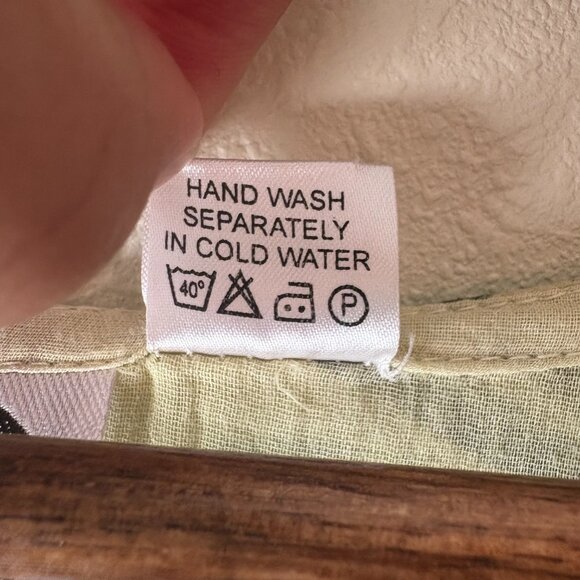 HAND WASH
SEPARATELY
IN COLD WATER
40° P